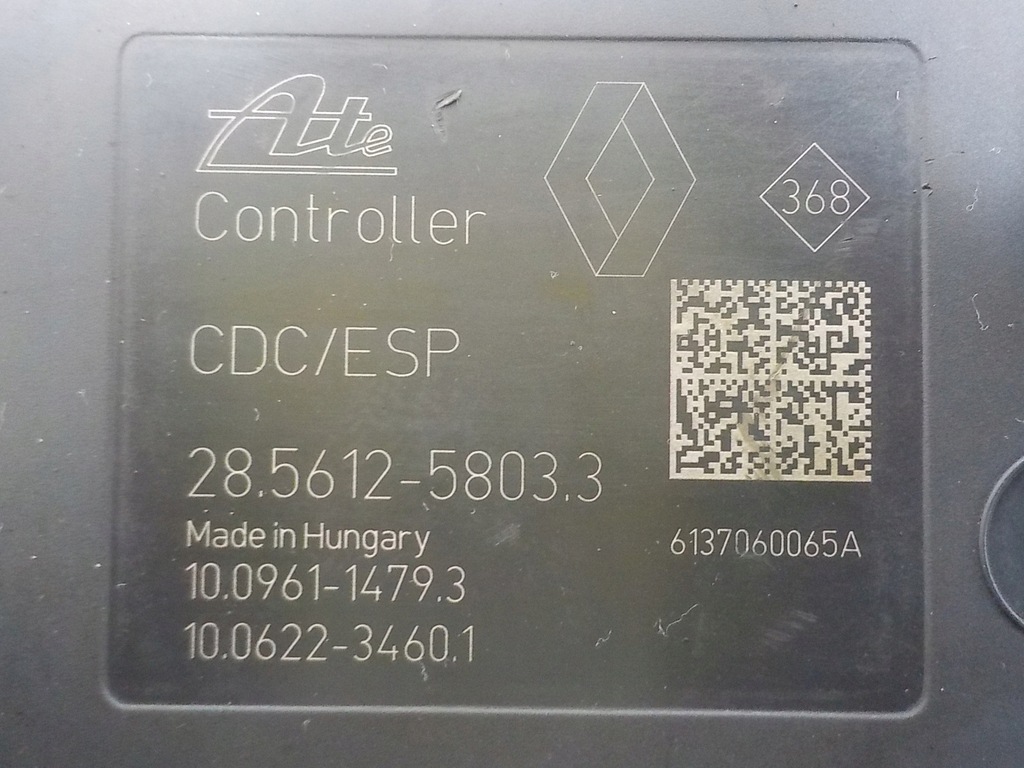 Ate
Controller
368
CDC/ESP
28.5612-5803.3
Made in Hungary
6137060065A
10.0961-1479.3
10.0622-3460.1